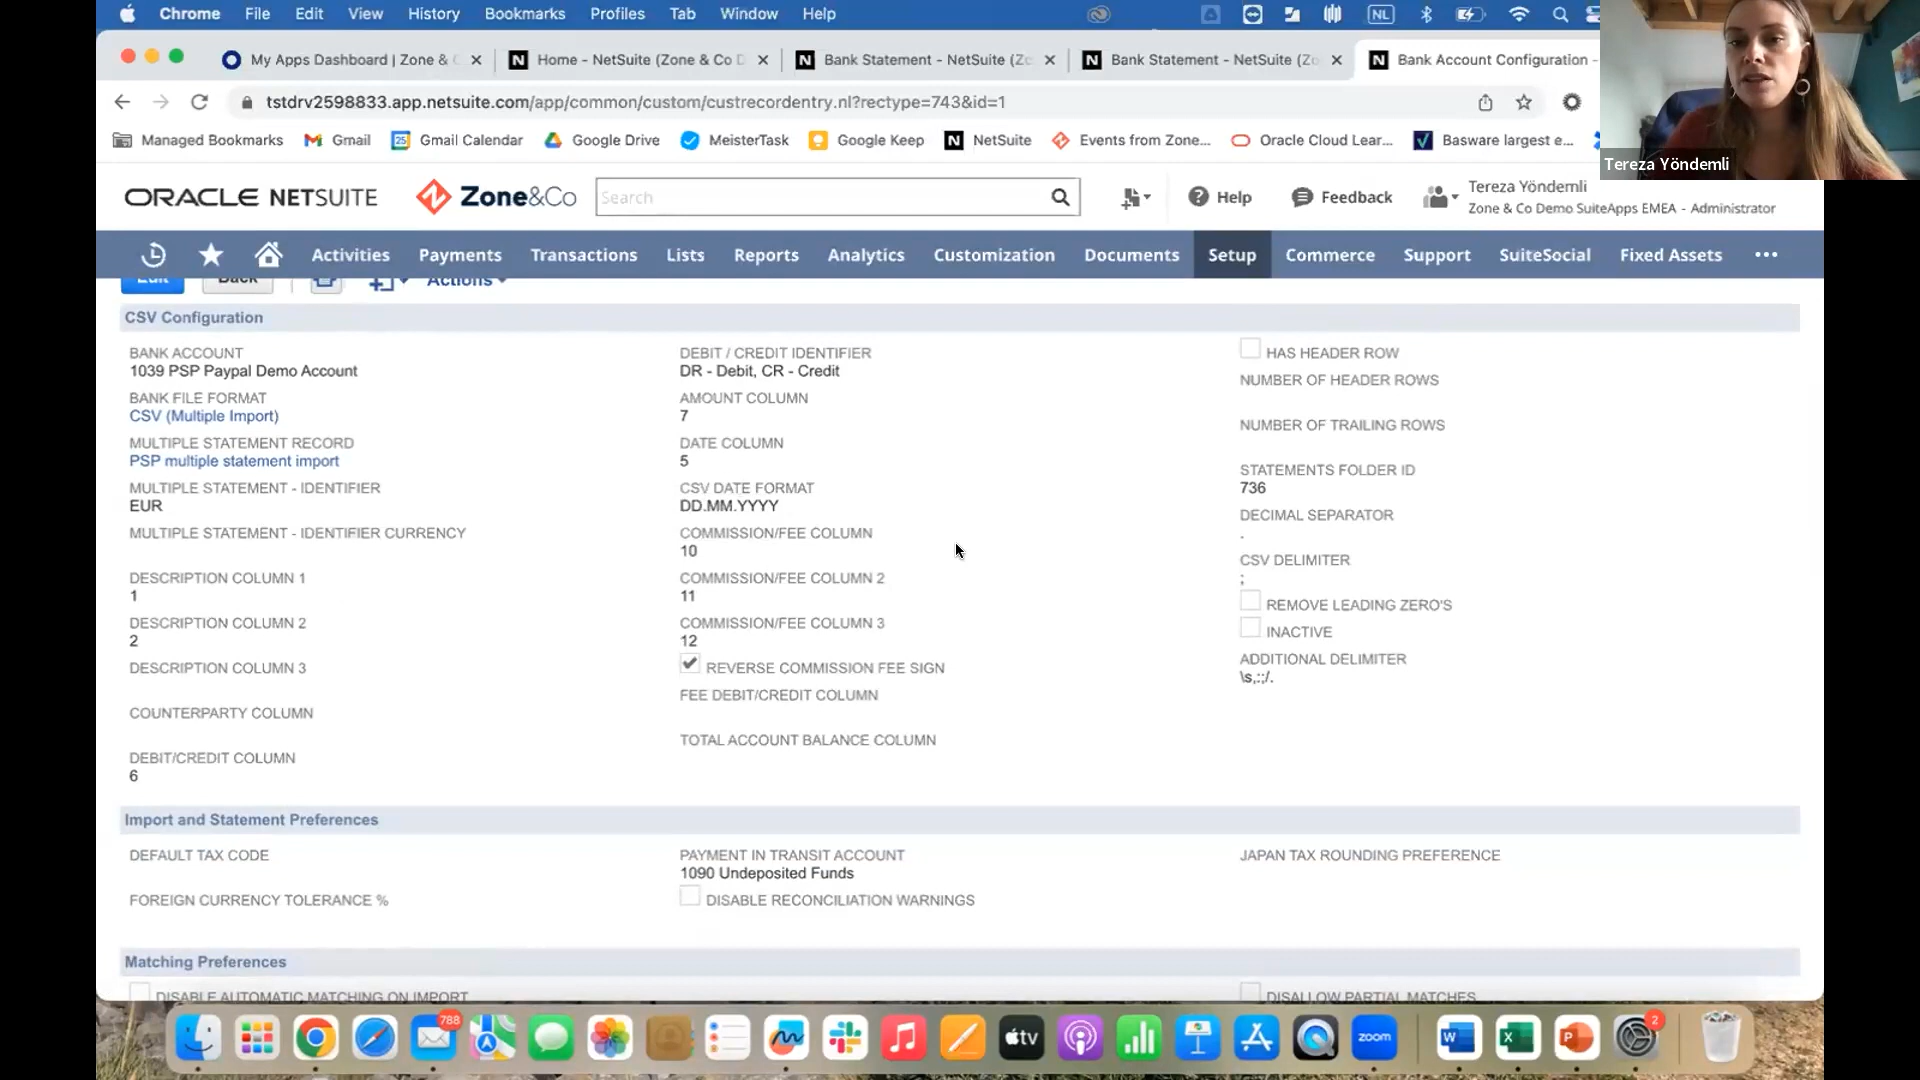 Chrome File Edit View History Bookmarks Profiles Tab Window Help NL
My Apps Dashboard | Zone & C
Home - NetSuite (Zone & Co D
Bank Statement - NetSuite (Zo
Bank Statement - NetSuite (Zo
Bank Account Configuration -
tstdrv2598833.app.netsuite.com/app/common/custom/custrecordentry.nl?rectype=743&id=1
Managed Bookmarks Gmail Gmail Calendar Google Drive MeisterTask Google Keep NetSuite Events from Zone... Oracle Cloud Lear... Basware largest e...
Tereza Yöndemli
ORACLE NETSUITE Zone&Co Search Help Feedback
Tereza Yöndemli
Zone & Co Demo SuiteApps EMEA - Administrator
Activities Payments Transactions Lists Reports Analytics Customization Documents Setup Commerce Support SuiteSocial Fixed Assets
Edit Back Actions
CSV Configuration
BANK ACCOUNT
1039 PSP Paypal Demo Account
BANK FILE FORMAT
CSV (Multiple Import)
MULTIPLE STATEMENT RECORD
PSP multiple statement import
MULTIPLE STATEMENT - IDENTIFIER
EUR
MULTIPLE STATEMENT - IDENTIFIER CURRENCY
DESCRIPTION COLUMN 1
1
DESCRIPTION COLUMN 2
2
DESCRIPTION COLUMN 3
COUNTERPARTY COLUMN
DEBIT/CREDIT COLUMN
6
DEBIT / CREDIT IDENTIFIER
DR - Debit, CR - Credit
AMOUNT COLUMN
7
DATE COLUMN
5
CSV DATE FORMAT
DD.MM.YYYY
COMMISSION/FEE COLUMN
10
COMMISSION/FEE COLUMN 2
11
COMMISSION/FEE COLUMN 3
12
REVERSE COMMISSION FEE SIGN
FEE DEBIT/CREDIT COLUMN
TOTAL ACCOUNT BALANCE COLUMN
HAS HEADER ROW
NUMBER OF HEADER ROWS
NUMBER OF TRAILING ROWS
STATEMENTS FOLDER ID
736
DECIMAL SEPARATOR
.
CSV DELIMITER
;
REMOVE LEADING ZERO'S
INACTIVE
ADDITIONAL DELIMITER
\s,:;/.
Import and Statement Preferences
DEFAULT TAX CODE
FOREIGN CURRENCY TOLERANCE %
PAYMENT IN TRANSIT ACCOUNT
1090 Undeposited Funds
DISABLE RECONCILIATION WARNINGS
JAPAN TAX ROUNDING PREFERENCE
Matching Preferences
DISABLE AUTOMATIC MATCHING ON IMPORT
DISALLOW PARTIAL MATCHES
788
tv
zoom
W
X
P
2